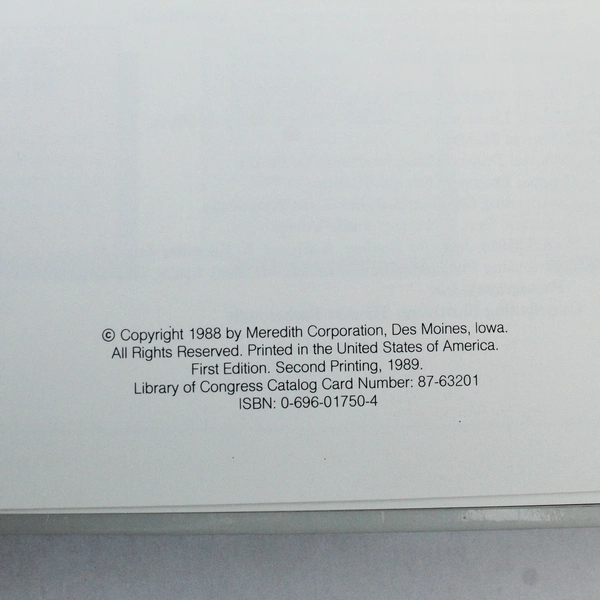 © Copyright 1988 by Meredith Corporation, Des Moines, Iowa.
All Rights Reserved. Printed in the United States of America.
First Edition. Second Printing, 1989.
Library of Congress Catalog Card Number: 87-63201
ISBN: 0-696-01750-4